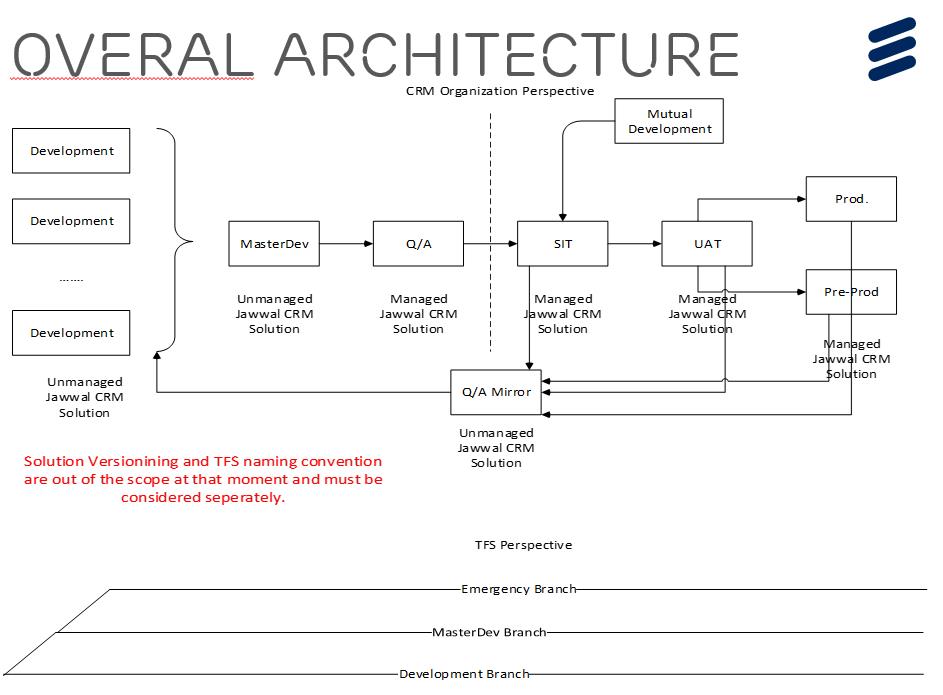 OVERAL ARCHITECTURE
CRM Organization Perspective
Mutual
Development
Development
Development
.......
Development
Unmanaged
Jawwal CRM
Solution
MasterDev
Unmanaged
Jawwal CRM
Solution
Q/A
Managed
Jawwal CRM
Solution
SIT
Managed
Jawwal CRM
Solution
UAT
Managed
Jawwal CRM
Solution
Prod.
Pre-Prod
Managed
Jawwal CRM
Solution
Q/A Mirror
Unmanaged
Jawwal CRM
Solution
Solution Versionining and TFS naming convention
are out of the scope at that moment and must be
considered seperately.
TFS Perspective
Emergency Branch
MasterDev Branch
Development Branch